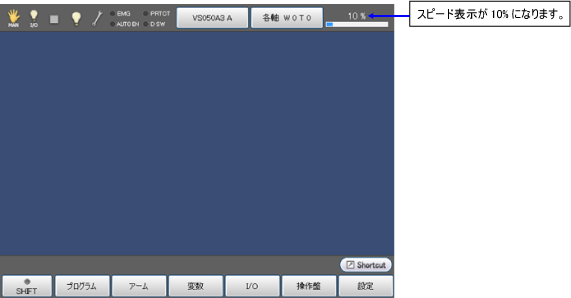 MAN
I/O
EMG
PRTOT
AUTO EN
D SW
VS050A3 A
各軸 W 0 T 0
10 %
スピード表示が 10% になります。
Shortcut
SHIFT
プログラム
アーム
変数
I/O
操作盤
設定